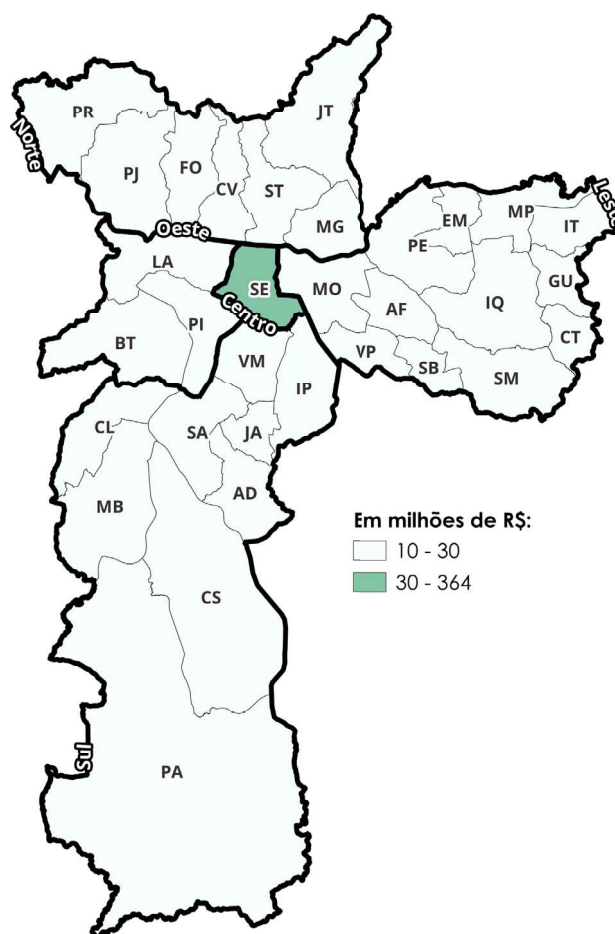 JT
PR
Norte
PJ
FO
CV
ST
MG
Oeste
Leste
EM
MP
IT
PE
LA
SE
MO
IQ
GU
AF
Centro
PI
BT
VP
SB
CT
SM
VM
IP
CL
SA
JA
AD
MB
Em milhões de R$:
10 - 30
30 - 364
CS
Sul
PA